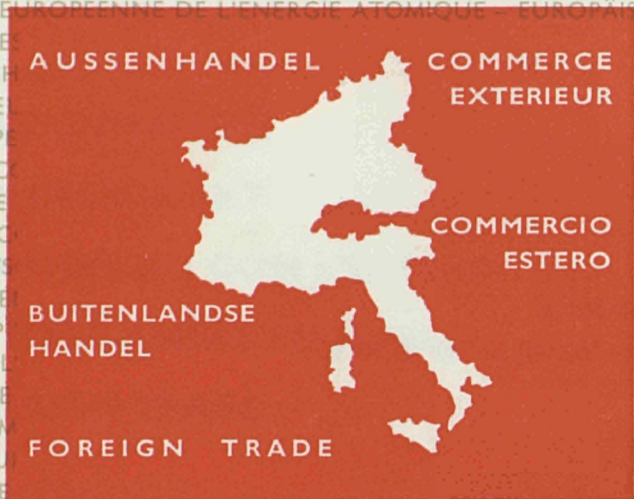 EUROPEENNE DE L'ENERGIE ATOMIQUE – EUROPÄIS
AUSSENHANDEL
COMMERCE
EXTERIEUR
COMMERCIO
ESTERO
BUITENLANDSE
HANDEL
FOREIGN TRADE